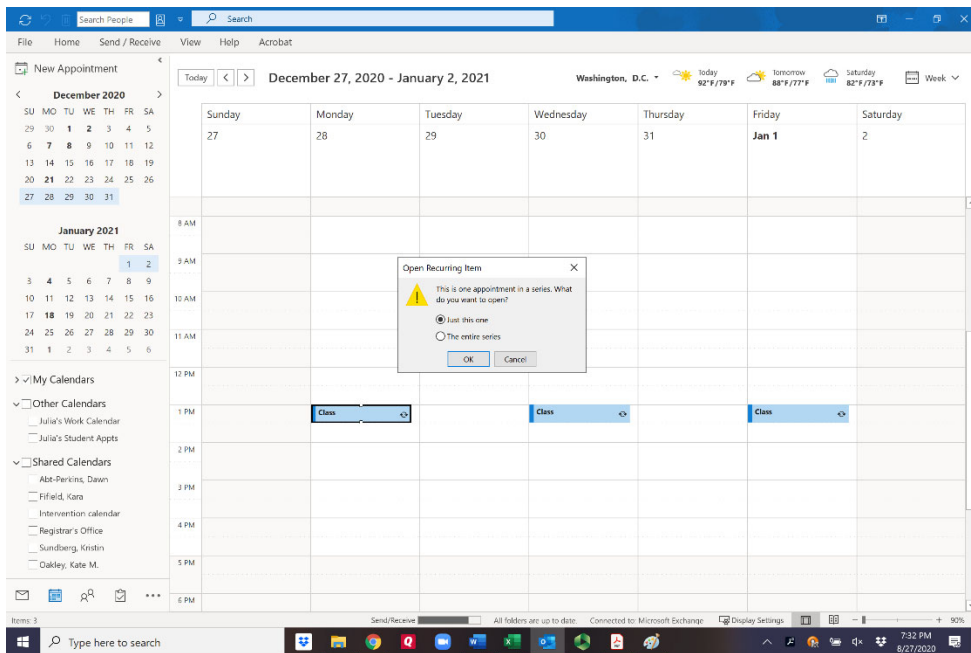 Search People
Search
File Home Send / Receive View Help Acrobat
New Appointment
December 2020
SU MO TU WE TH FR SA
29 30 1 2 3 4 5
6 7 8 9 10 11 12
13 14 15 16 17 18 19
20 21 22 23 24 25 26
27 28 29 30 31
January 2021
SU MO TU WE TH FR SA
1 2
3 4 5 6 7 8 9
10 11 12 13 14 15 16
17 18 19 20 21 22 23
24 25 26 27 28 29 30
31 1 2 3 4 5 6
My Calendars
Other Calendars
Julia's Work Calendar
Julia's Student Appts
Shared Calendars
Abt-Perkins, Dawn
Fifield, Kara
Intervention calendar
Registrar's Office
Sundberg, Kristin
Oakley, Kate M.
Today < > December 27, 2020 - January 2, 2021
Washington, D.C.
Today
92°F/79°F
Tomorrow
88°F/77°F
Saturday
82°F/73°F
Week
Sunday Monday Tuesday Wednesday Thursday Friday Saturday
27 28 29 30 31 Jan 1 2
8 AM
9 AM
10 AM
11 AM
12 PM
1 PM
2 PM
3 PM
4 PM
5 PM
6 PM
Open Recurring Item
This is one appointment in a series. What
do you want to open?
Just this one
The entire series
OK Cancel
Class Class Class
Items: 3
Send/Receive All folders are up to date. Connected to: Microsoft Exchange Display Settings 90%
Type here to search
7:32 PM
8/27/2020